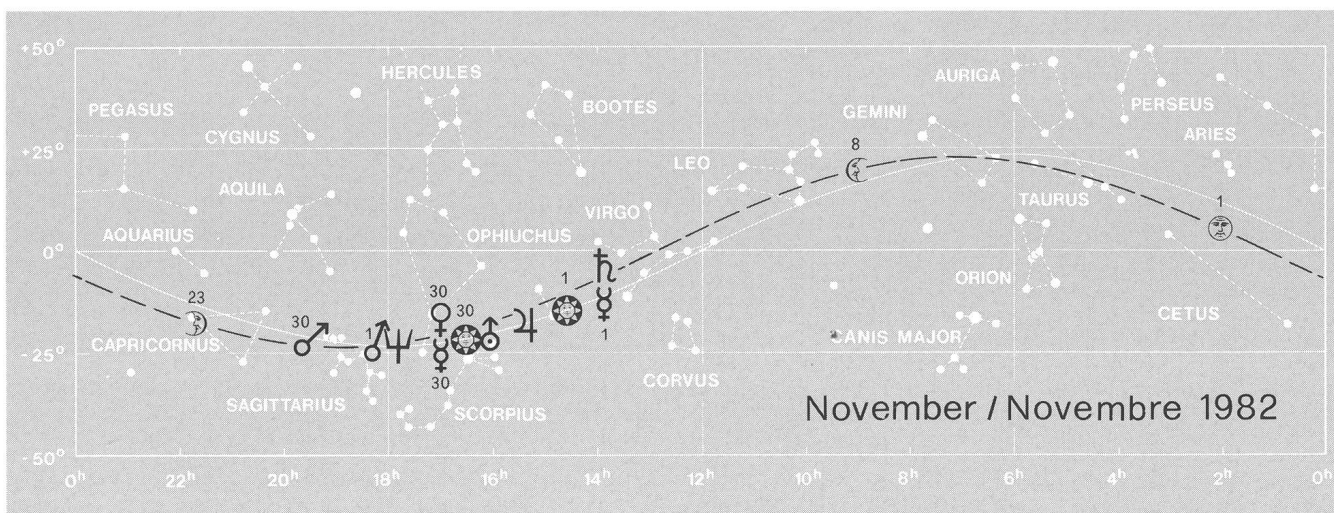 +50°
HERCULES
AURIGA
PEGASUS
BOOTES
GEMINI
PERSEUS
CYGNUS
8
ARIES
+25°
LEO
AQUILA
TAURUS
VIRGO
1
AQUARIUS
OPHIUCHUS
0°
1
ORION
23
30
30
30
1
CETUS
CAPRICORNUS
1
CANIS MAJOR
-25°
30
CORVUS
SAGITTARIUS
SCORPIUS
November / Novembre 1982
-50°
0h 22h 20h 18h 16h 14h 12h 10h 8h 6h 4h 2h 0h